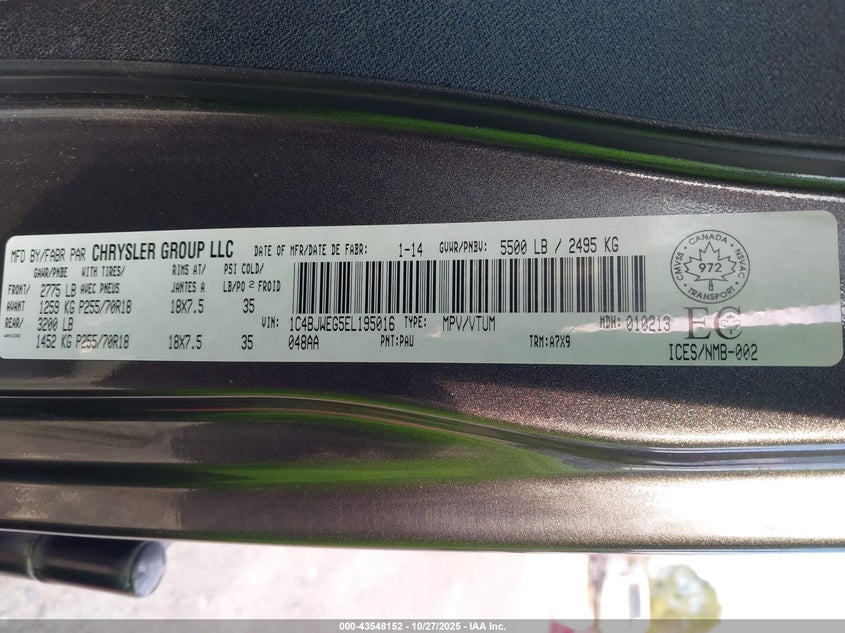 MFD BY/FABR PAR CHRYSLER GROUP LLC DATE OF MFR/DATE DE FABR: 1-14 GVWR/PNBV: 5500 LB / 2495 KG
GAWR/PNBE WITH TIRES/ RIMS AT/ PSI COLD/
FRONT/ 2775 LB AVEC PNEUS JANTES A LB/PO² FROID
AVANT 1259 KG P255/70R18 18X7.5 35
REAR/ 3200 LB VIN: 1C4BJWEG5EL195016 TYPE: MPV/VTUM MDH: 010213
1452 KG P255/70R18 18X7.5 35 048AA PNT:PAU TRM:A7X9
CANADA
CMVSS 972 NSVAC
TRANSPORT
EC
ICES/NMB-002
000-43548152 - 10/27/2025 - IAA Inc.